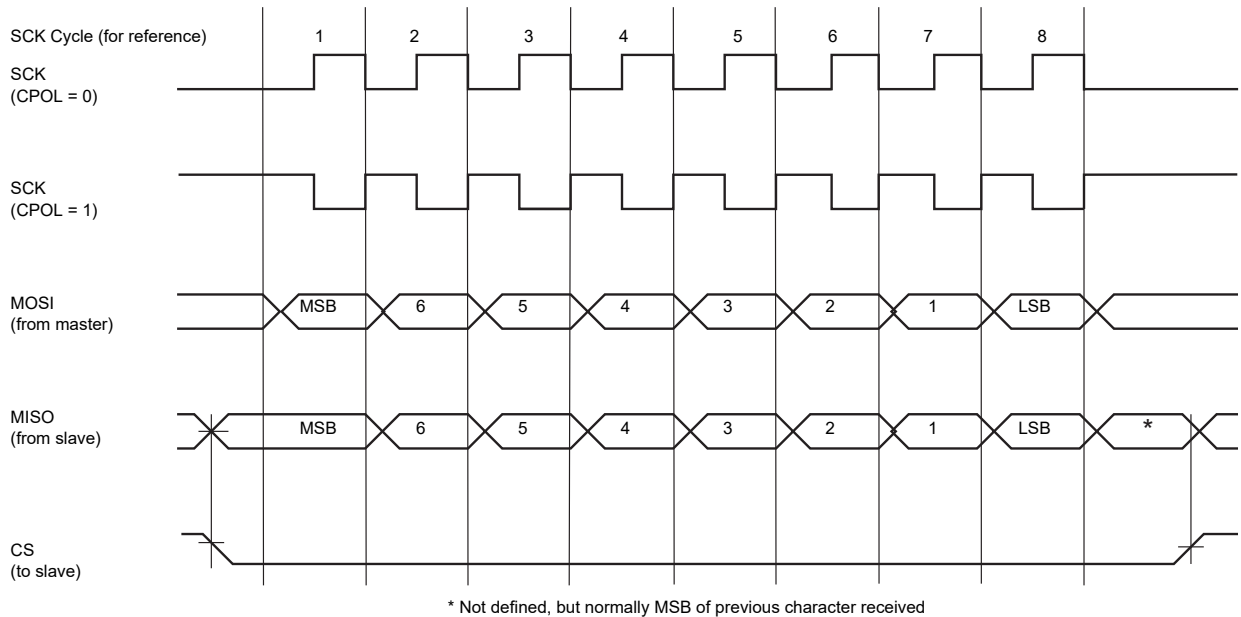 SCK Cycle (for reference) 1 2 3 4 5 6 7 8
SCK
(CPOL = 0)
SCK
(CPOL = 1)
MOSI
(from master)
MSB 6 5 4 3 2 1 LSB
MISO
(from slave)
MSB 6 5 4 3 2 1 LSB *
CS
(to slave)
* Not defined, but normally MSB of previous character received